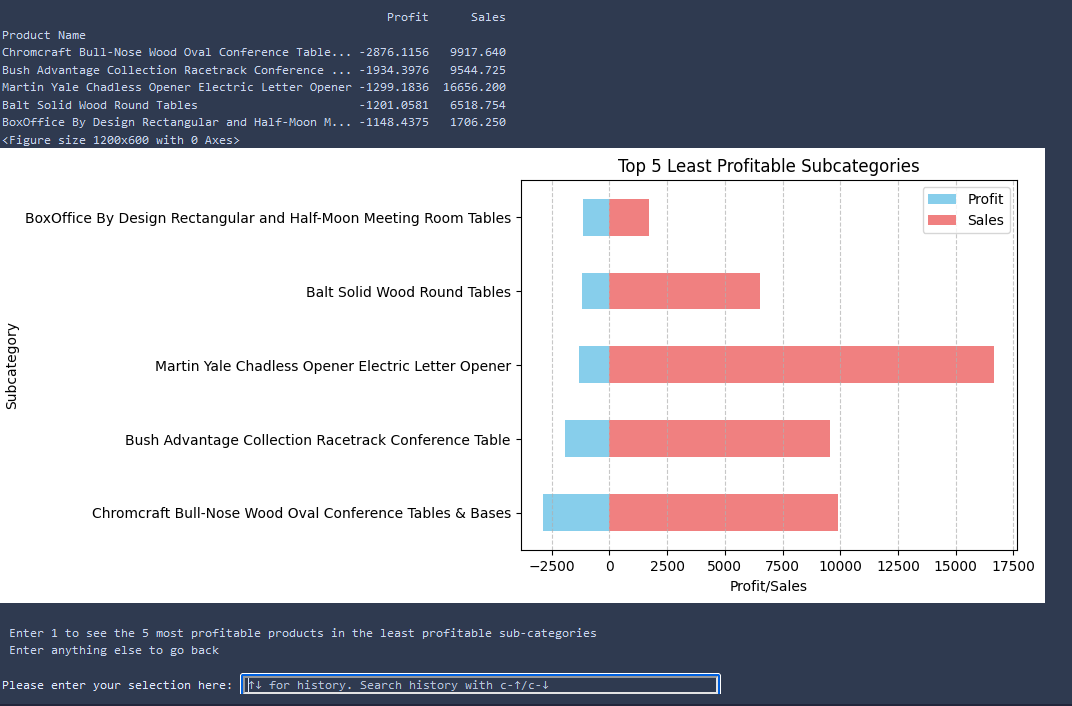 Profit Sales
Product Name
Chromcraft Bull-Nose Wood Oval Conference Table... -2876.1156 9917.640
Bush Advantage Collection Racetrack Conference ... -1934.3976 9544.725
Martin Yale Chadless Opener Electric Letter Opener -1299.1836 16656.200
Balt Solid Wood Round Tables -1201.0581 6518.754
BoxOffice By Design Rectangular and Half-Moon M... -1148.4375 1706.250
<Figure size 1200x600 with 0 Axes>
Top 5 Least Profitable Subcategories
Profit
Sales
BoxOffice By Design Rectangular and Half-Moon Meeting Room Tables
Balt Solid Wood Round Tables
Martin Yale Chadless Opener Electric Letter Opener
Bush Advantage Collection Racetrack Conference Table
Chromcraft Bull-Nose Wood Oval Conference Tables & Bases
Subcategory
−2500 0 2500 5000 7500 10000 12500 15000 17500
Profit/Sales
Enter 1 to see the 5 most profitable products in the least profitable sub-categories
Enter anything else to go back
Please enter your selection here: ↑↓ for history. Search history with c-↑/c-↓